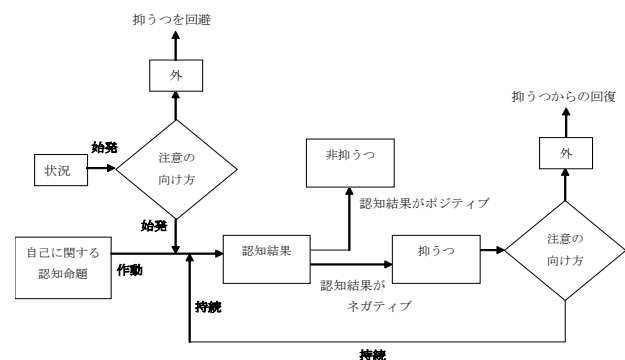 抑うつを回避
外
抑うつからの回復
外
始発
注意の
向け方
状況
非抑うつ
認知結果がポジティブ
始発
注意の
向け方
自己に関する
認知命題
作動
認知結果
抑うつ
認知結果が
ネガティブ
持続
持続